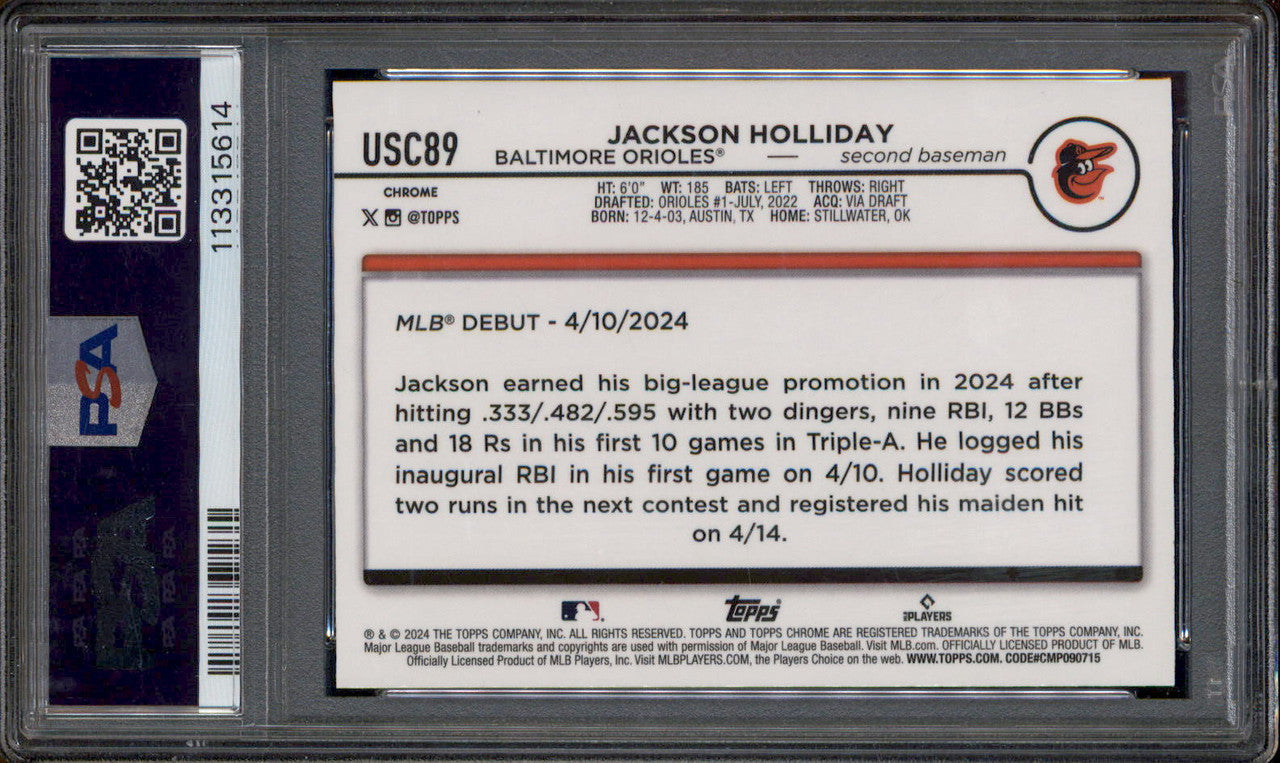 PSA
113315614
USC89
JACKSON HOLLIDAY
BALTIMORE ORIOLES® — second baseman
CHROME
@TOPPS
HT: 6'0" WT: 185 BATS: LEFT THROWS: RIGHT
DRAFTED: ORIOLES #1-JULY, 2022 ACQ: VIA DRAFT
BORN: 12-4-03, AUSTIN, TX HOME: STILLWATER, OK
MLB® DEBUT - 4/10/2024
Jackson earned his big-league promotion in 2024 after
hitting .333/.482/.595 with two dingers, nine RBI, 12 BBs
and 18 Rs in his first 10 games in Triple-A. He logged his
inaugural RBI in his first game on 4/10. Holliday scored
two runs in the next contest and registered his maiden hit
on 4/14.
Topps
PLAYERS
® & © 2024 THE TOPPS COMPANY, INC. ALL RIGHTS RESERVED. TOPPS AND TOPPS CHROME ARE REGISTERED TRADEMARKS OF THE TOPPS COMPANY, INC.
Major League Baseball trademarks and copyrights are used with permission of Major League Baseball. Visit MLB.com. OFFICIALLY LICENSED PRODUCT OF MLB.
Officially Licensed Product of MLB Players, Inc. Visit MLBPLAYERS.COM, the Players Choice on the web. WWW.TOPPS.COM. CODE#CMP090715